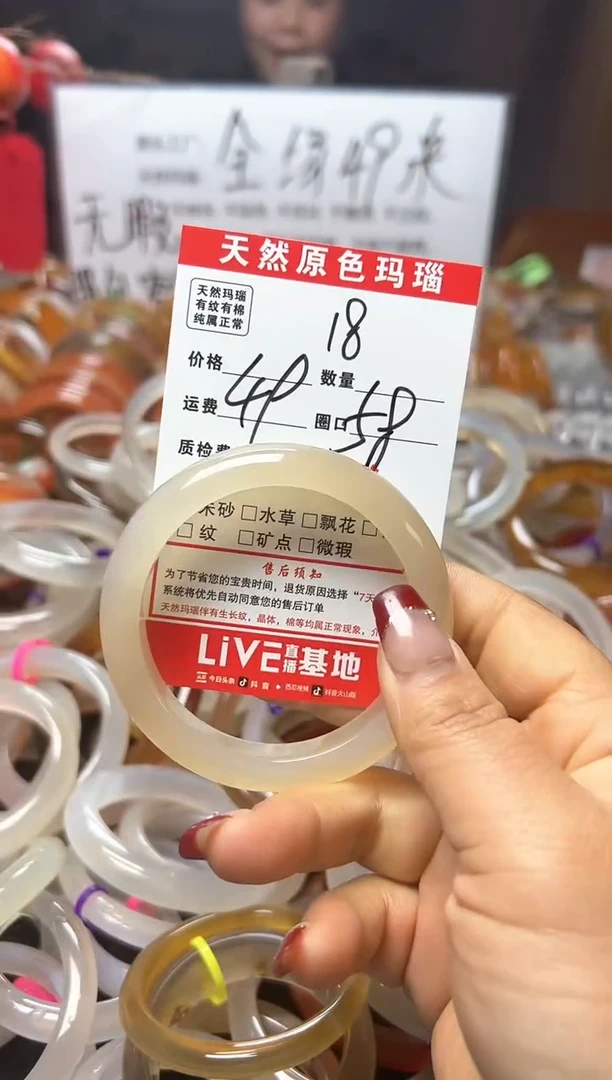 全场49米
无暇
天然原色玛瑙
天然玛瑙
有纹有棉
纯属正常
18
价格 数量
49
运费 圈口 58
质检费
米砂 □水草 □飘花
□纹 □矿点 □微瑕
售后须知
为了节省您的宝贵时间，退货原因选择“7天
系统将优先自动同意您的售后订单
天然玛瑙伴有生长纹，晶体，棉等均属正常现象，介
LiVE直播基地
今日头条 抖音 西瓜视频 抖音火山版